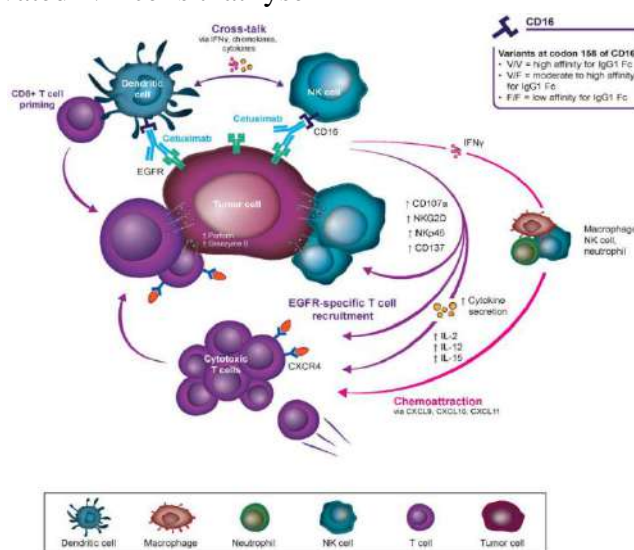 Cross-talk
via IFNγ, chemokines,
cytokines
CD16
Variants at codon 158 of CD16
• V/V = high affinity for IgG1 Fc
• V/F = moderate to high affinity
for IgG1 Fc
• F/F = low affinity for IgG1 Fc
CD8+ T cell
priming
Dendritic
cell
NK cell
Cetuximab
Cetuximab
CD16
EGFR
IFNγ
Tumor cell
↑ Perforin
↑ Granzyme B
↑ CD107a
↑ NKG2D
↑ NKp46
↑ CD137
Macrophage
NK cell,
neutrophil
EGFR-specific T cell
recruitment
↑ Cytokine
secretion
↑ IL-2
↑ IL-12
↑ IL-15
Cytotoxic
T cells
CXCR4
Chemoattraction
via CXCL9, CXCL10, CXCL11
Dendritic cell
Macrophage
Neutrophil
NK cell
T cell
Tumor cell